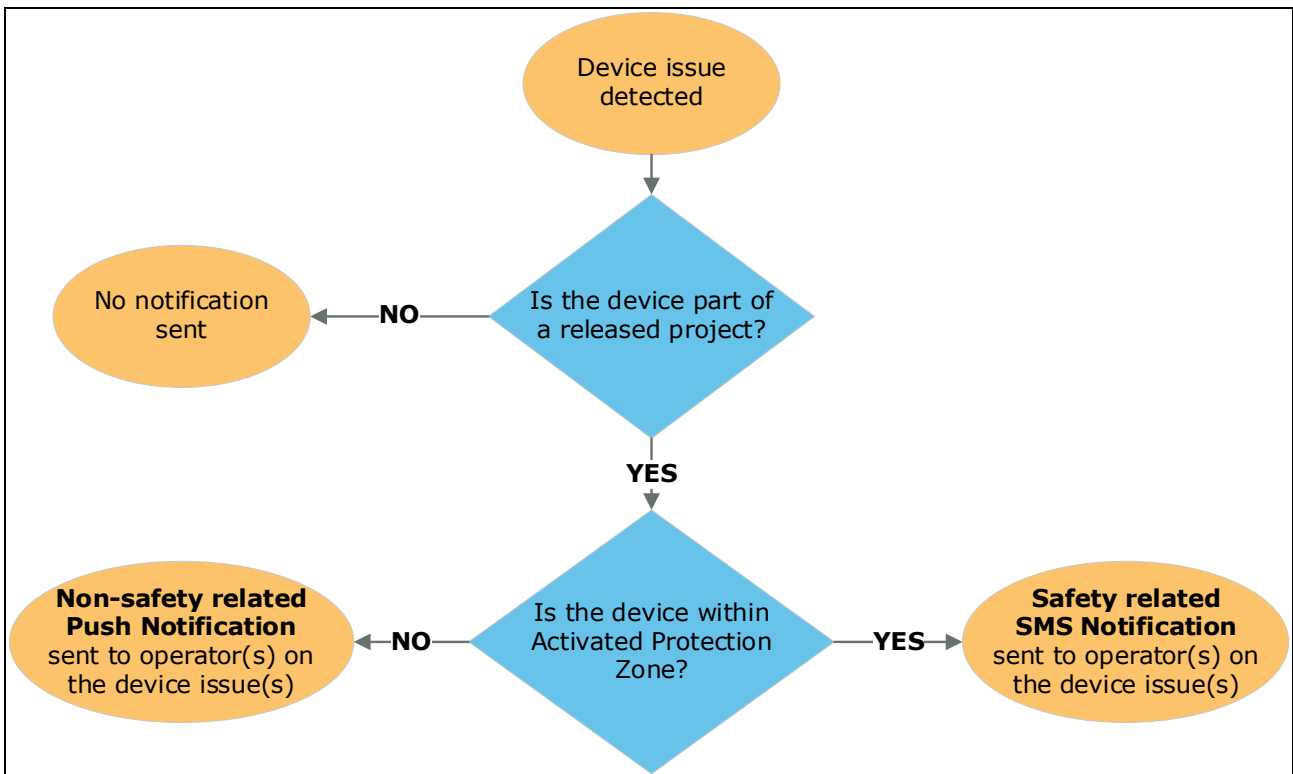 Device issue
detected
Is the device part of
a released project?
NO
No notification
sent
YES
Is the device within
Activated Protection
Zone?
NO
Non-safety related
Push Notification
sent to operator(s) on
the device issue(s)
YES
Safety related
SMS Notification
sent to operator(s) on
the device issue(s)